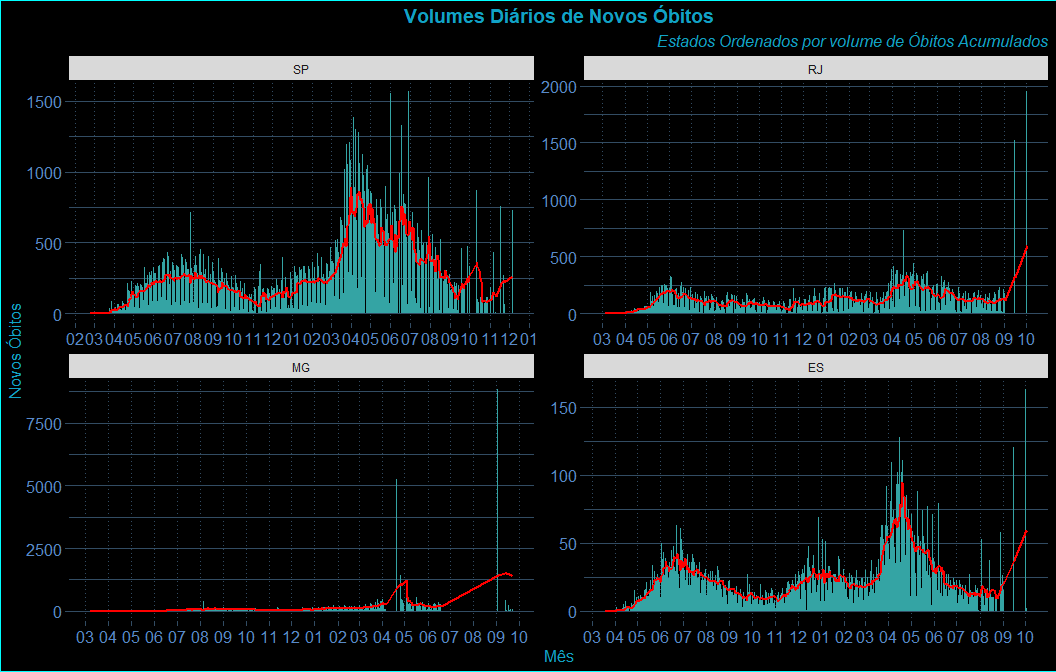 Volumes Diários de Novos Óbitos
Estados Ordenados por volume de Óbitos Acumulados
SP
RJ
1500
1000
500
0
02 03 04 05 06 07 08 09 10 11 12 01 02 03 04 05 06 07 08 09 10 11 12 01
2000
1500
1000
500
0
03 04 05 06 07 08 09 10 11 12 01 02 03 04 05 06 07 08 09 10
MG
ES
7500
5000
2500
0
03 04 05 06 07 08 09 10 11 12 01 02 03 04 05 06 07 08 09 10
150
100
50
0
03 04 05 06 07 08 09 10 11 12 01 02 03 04 05 06 07 08 09 10
Novos Óbitos
Mês